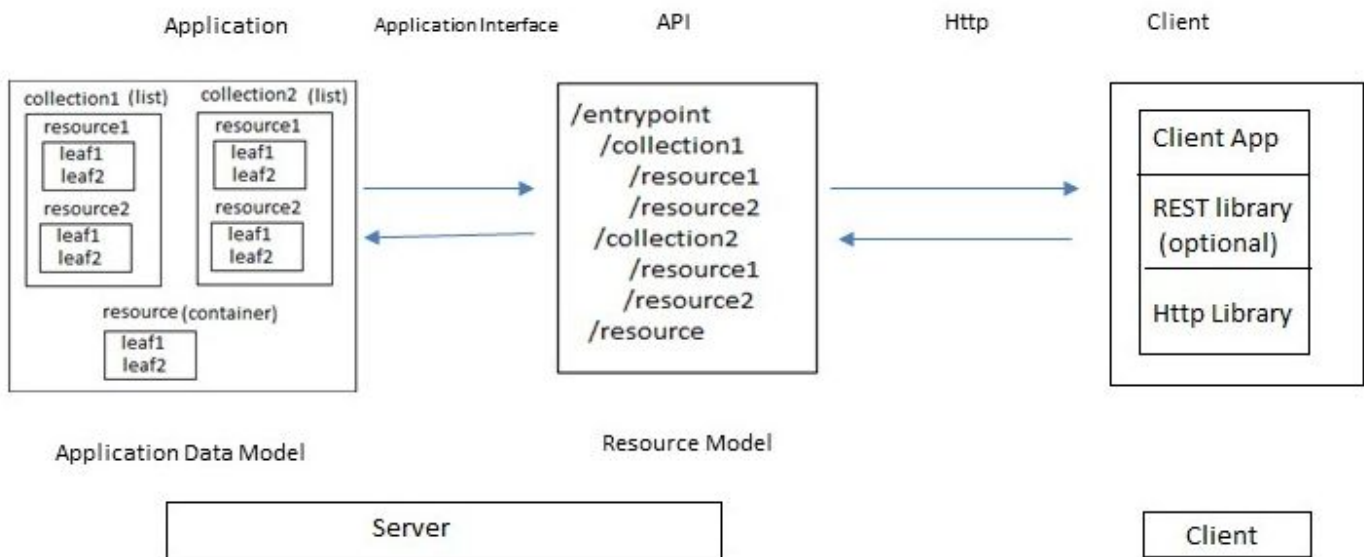 Application
Application Interface
API
Http
Client
collection1 (list)
resource1
leaf1
leaf2
resource2
leaf1
leaf2
collection2 (list)
resource1
leaf1
leaf2
resource2
leaf1
leaf2
resource (container)
leaf1
leaf2
/entrypoint
/collection1
/resource1
/resource2
/collection2
/resource1
/resource2
/resource
Client App
REST library
(optional)
Http Library
Application Data Model
Resource Model
Server
Client